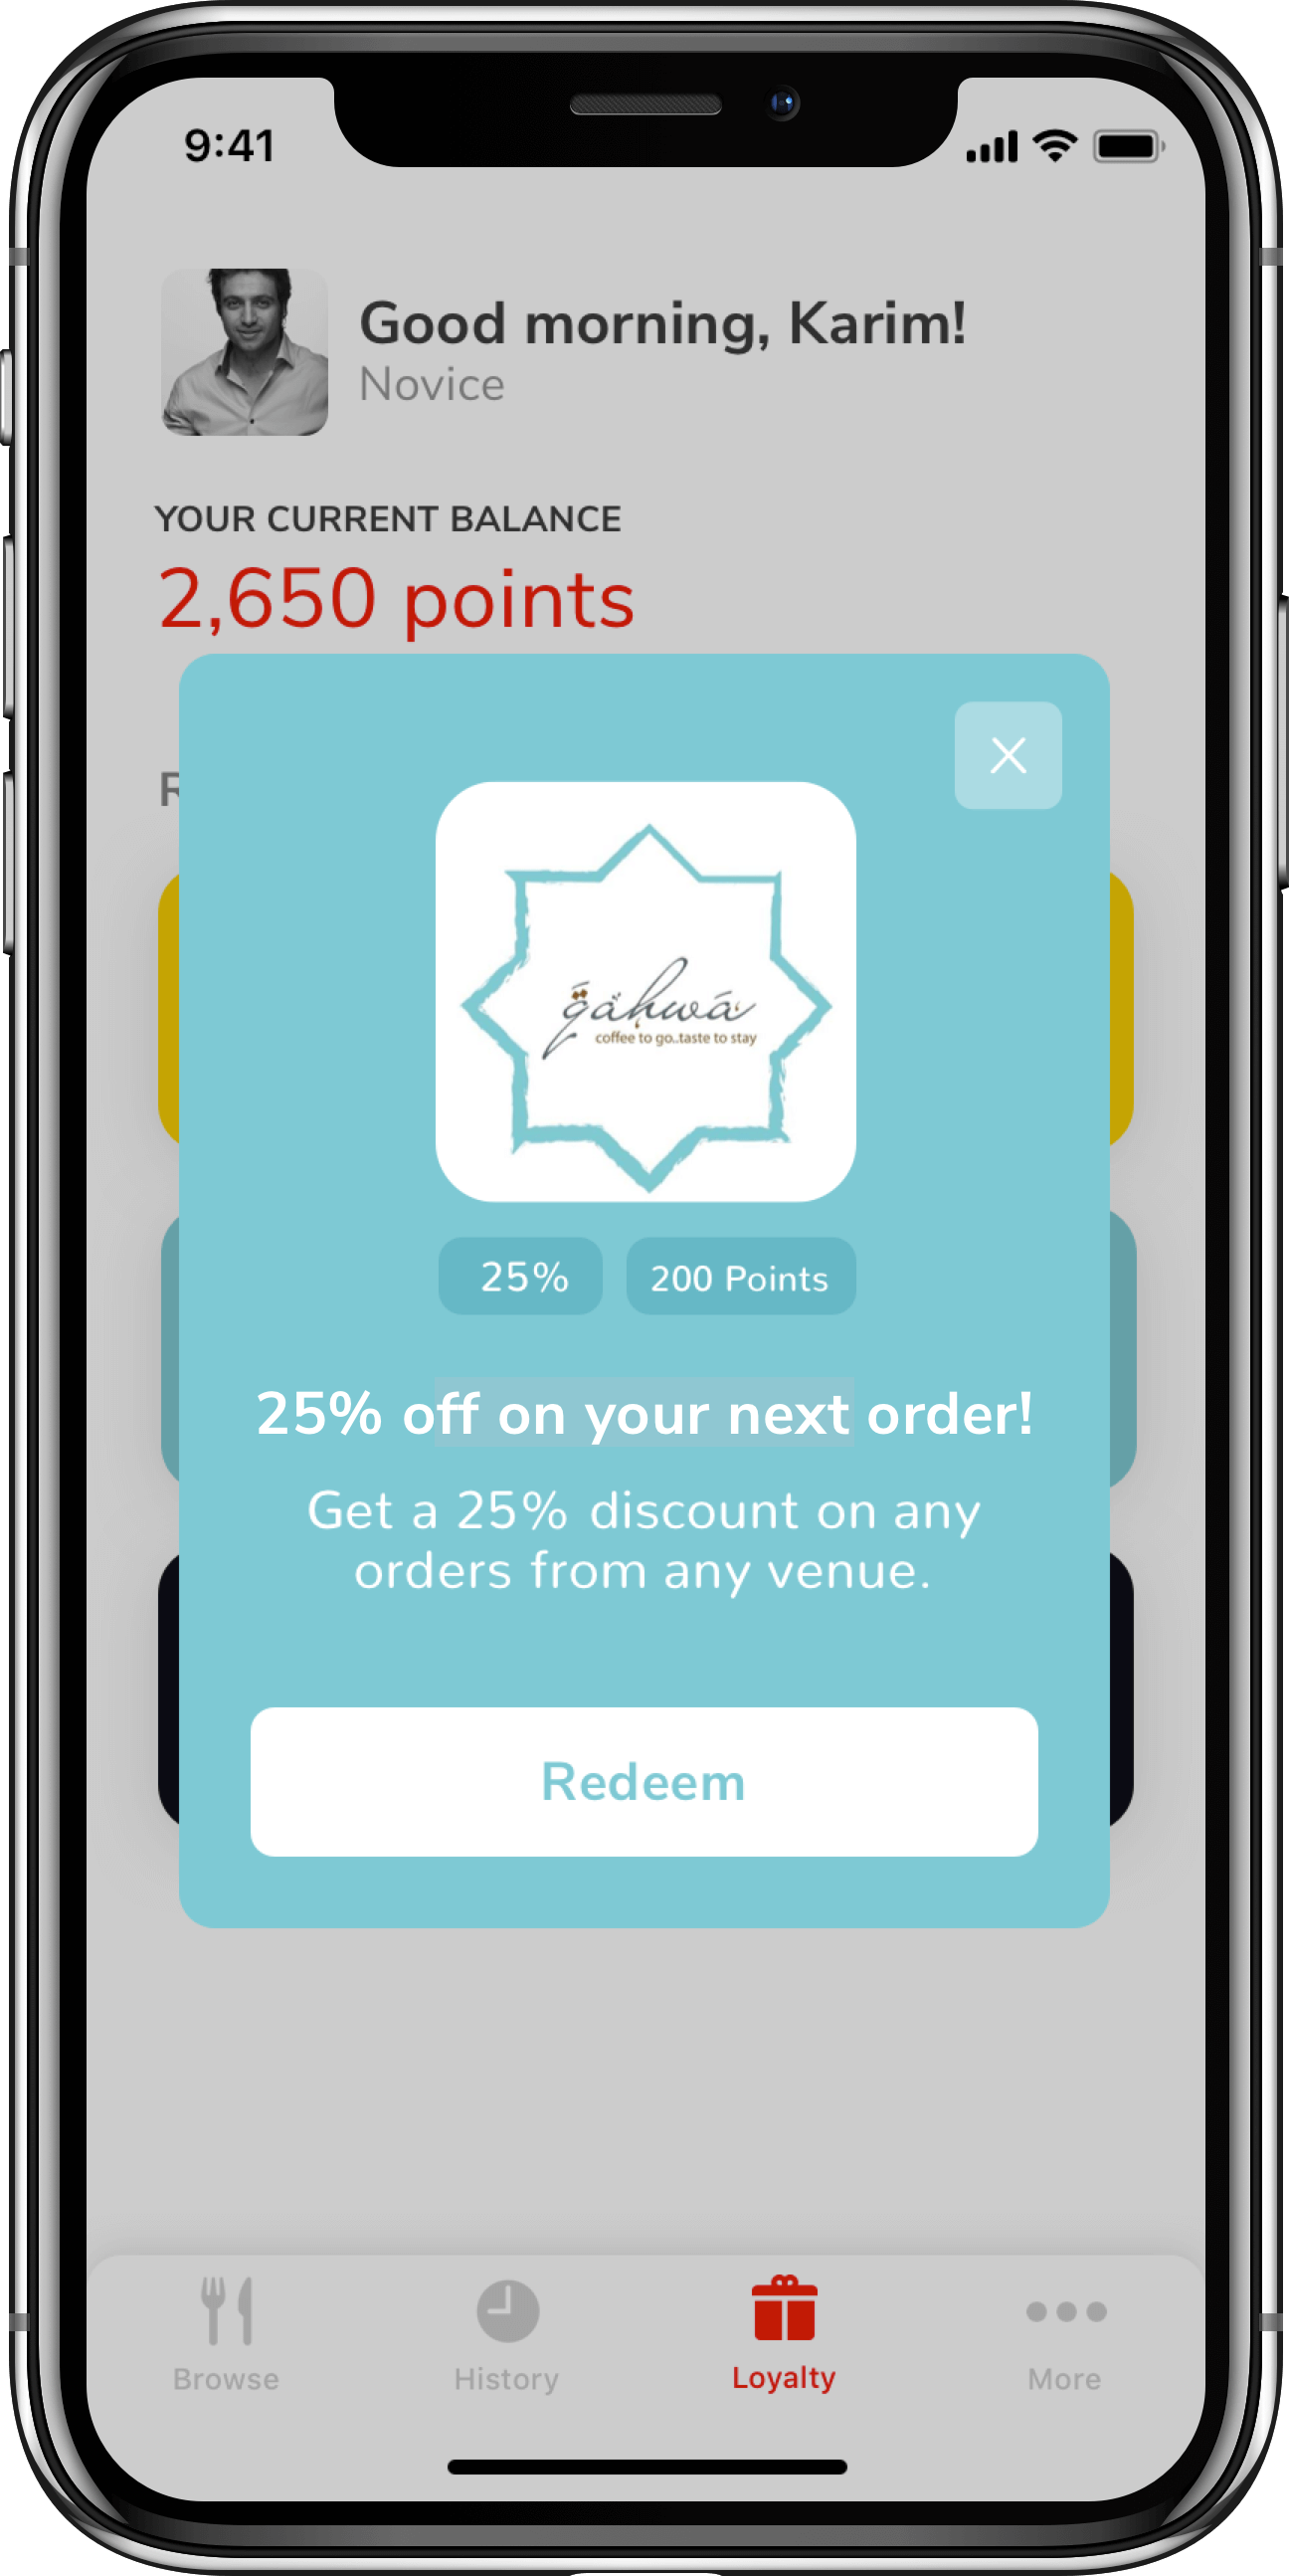 9:41
Good morning, Karim!
Novice
YOUR CURRENT BALANCE
2,650 points
R
qahwa
coffee to go..taste to stay
25%
200 Points
25% off on your next order!
Get a 25% discount on any
orders from any venue.
Redeem
Browse
History
Loyalty
More